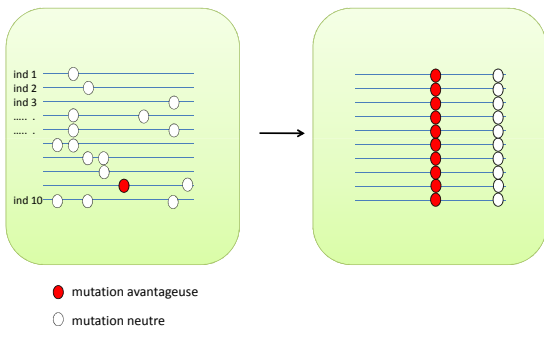 ind 1
ind 2
ind 3
..... .
..... .
ind 10
mutation avantageuse
mutation neutre